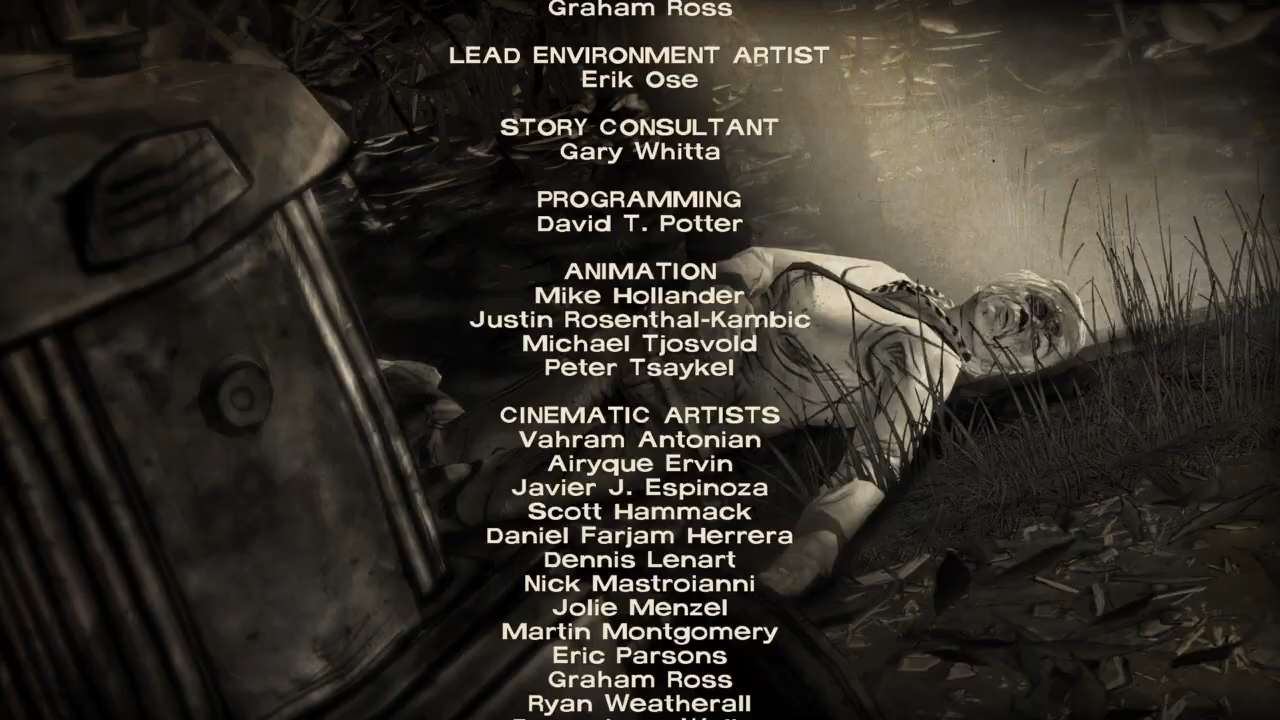 Graham Ross
LEAD ENVIRONMENT ARTIST
Erik Ose
STORY CONSULTANT
Gary Whitta
PROGRAMMING
David T. Potter
ANIMATION
Mike Hollander
Justin Rosenthal-Kambic
Michael Tjosvold
Peter Tsaykel
CINEMATIC ARTISTS
Vahram Antonian
Airyque Ervin
Javier J. Espinoza
Scott Hammack
Daniel Farjam Herrera
Dennis Lenart
Nick Mastroianni
Jolie Menzel
Martin Montgomery
Eric Parsons
Graham Ross
Ryan Weatherall